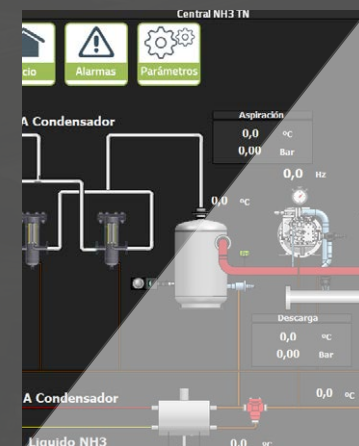 Central NH3 TN
cio
Alarmas
Parámetros
A Condensador
Aspiración
0,0 ºC
0,00 Bar
0,0 Hz
0,0 ºC
Descarga
0,0 ºC
0,00 Bar
A Condensador
0,0 ºC
Liquido NH3
0,0 ºC